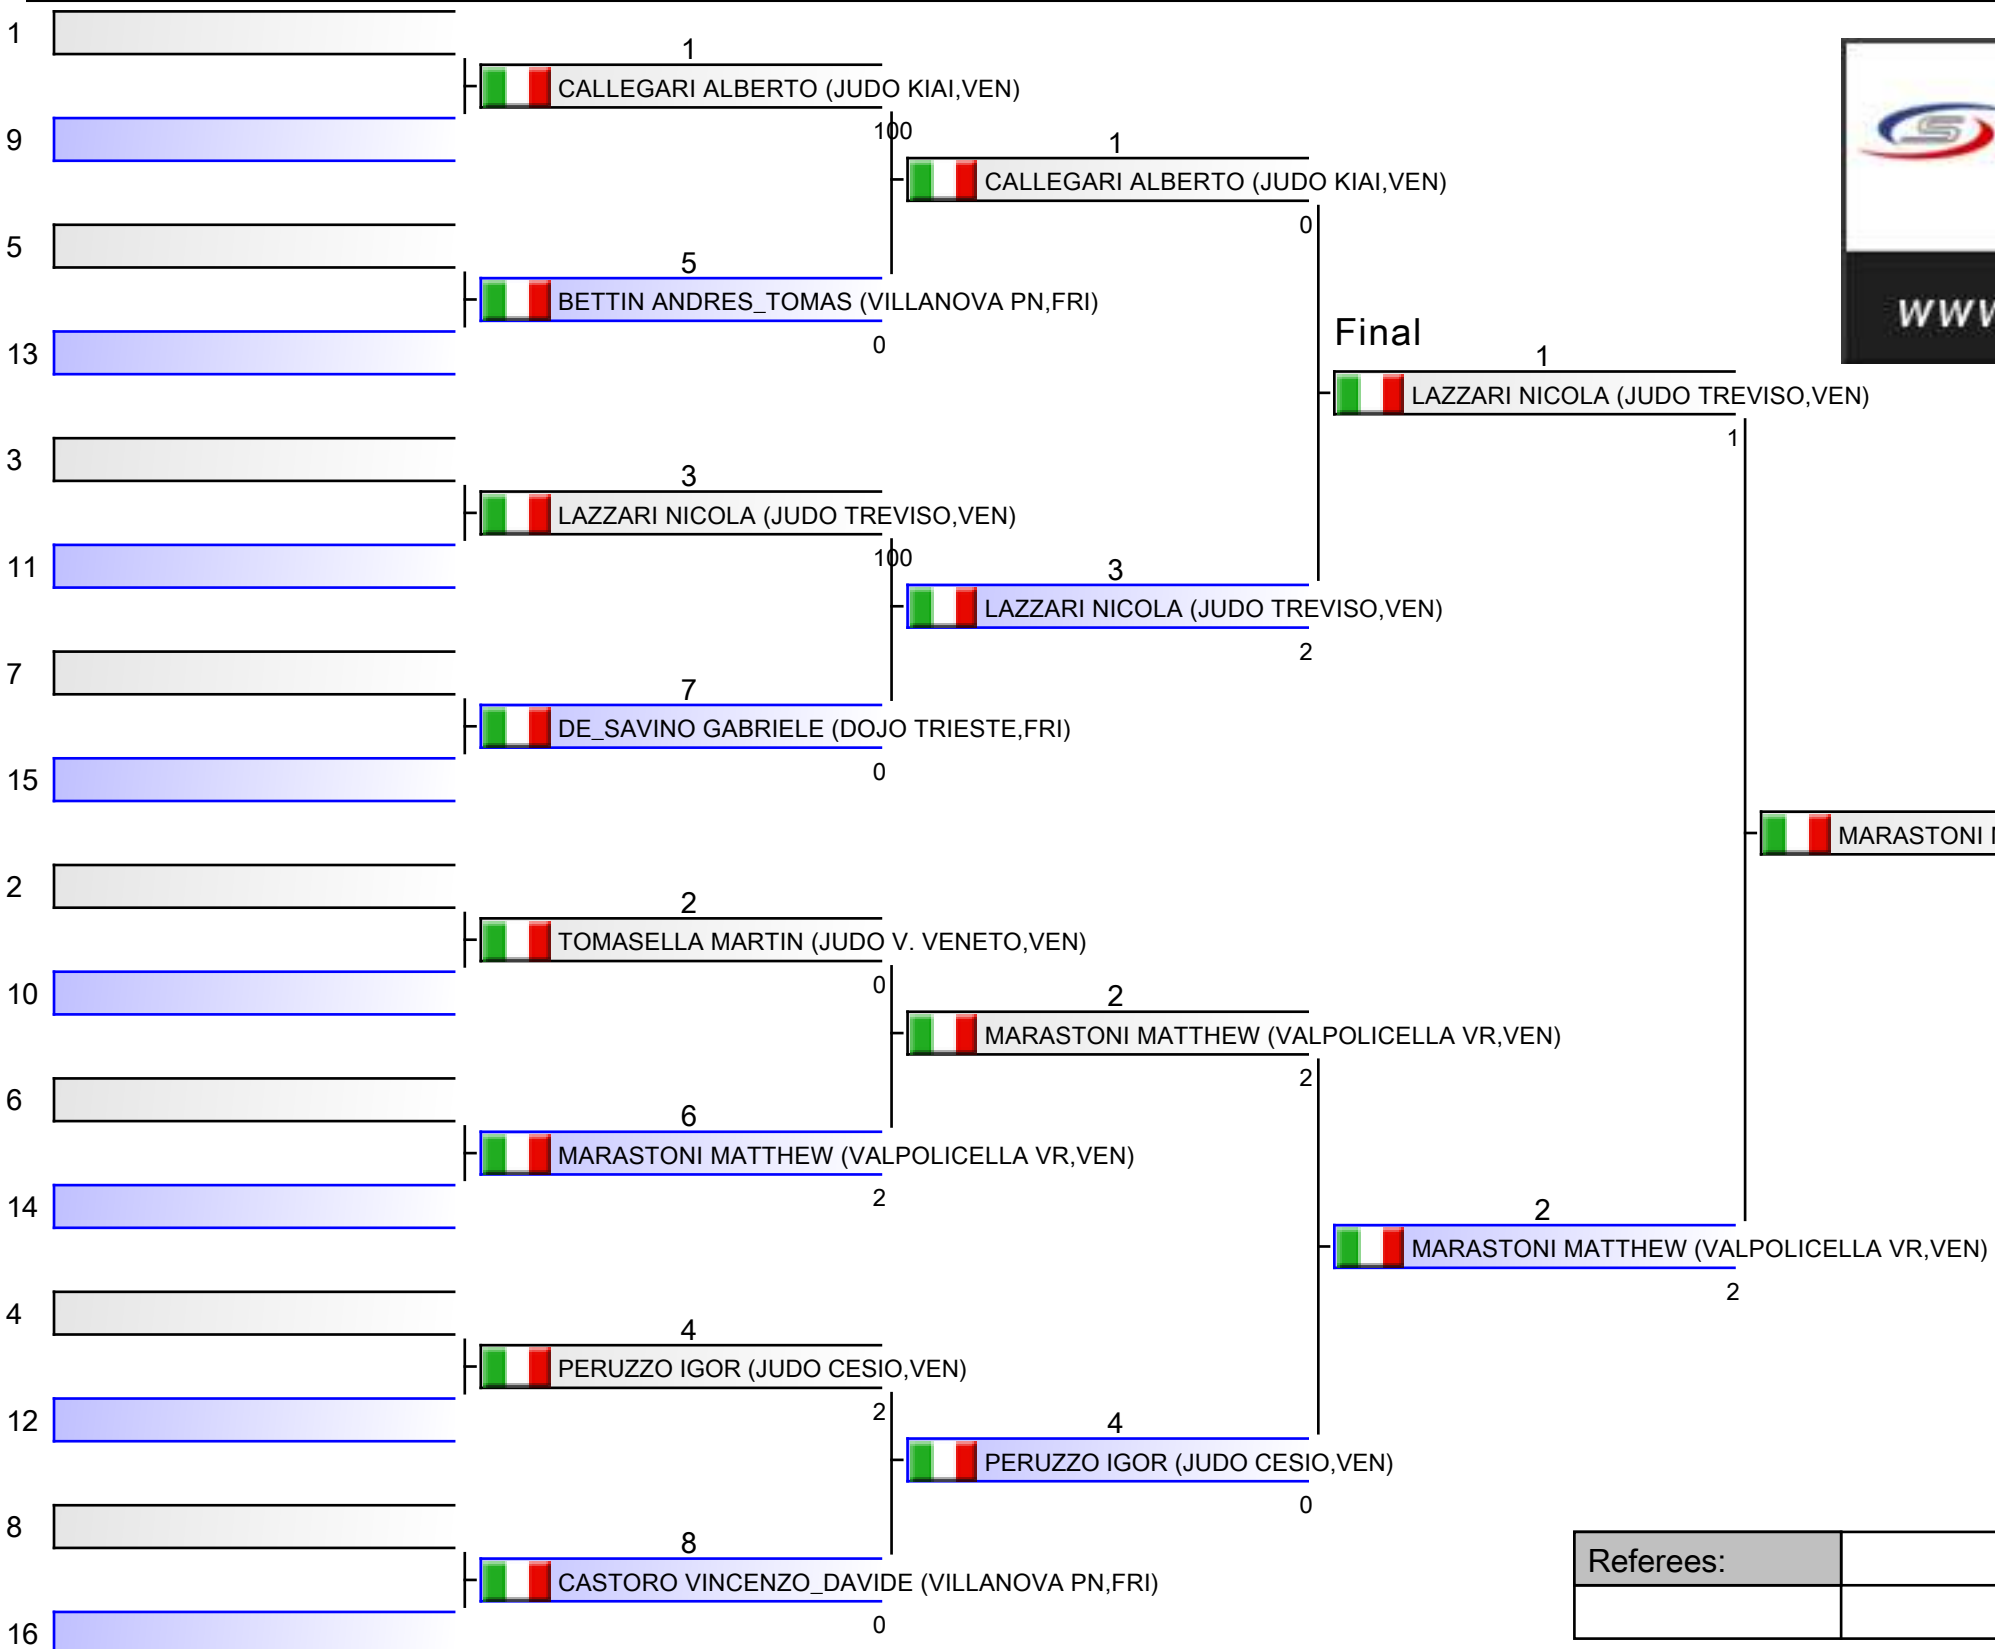 1
1
CALLEGARI ALBERTO (JUDO KIAI,VEN)
100
9
1
CALLEGARI ALBERTO (JUDO KIAI,VEN)
0
5
5
BETTIN ANDRES_TOMAS (VILLANOVA PN,FRI)
0
13
WWW
Final
1
LAZZARI NICOLA (JUDO TREVISO,VEN)
1
3
3
LAZZARI NICOLA (JUDO TREVISO,VEN)
100
11
3
LAZZARI NICOLA (JUDO TREVISO,VEN)
2
7
7
DE_SAVINO GABRIELE (DOJO TRIESTE,FRI)
0
15
MARASTONI
2
2
TOMASELLA MARTIN (JUDO V. VENETO,VEN)
0
10
2
MARASTONI MATTHEW (VALPOLICELLA VR,VEN)
2
6
6
MARASTONI MATTHEW (VALPOLICELLA VR,VEN)
2
14
2
MARASTONI MATTHEW (VALPOLICELLA VR,VEN)
2
4
4
PERUZZO IGOR (JUDO CESIO,VEN)
2
12
4
PERUZZO IGOR (JUDO CESIO,VEN)
0
8
8
CASTORO VINCENZO_DAVIDE (VILLANOVA PN,FRI)
0
16
Referees: